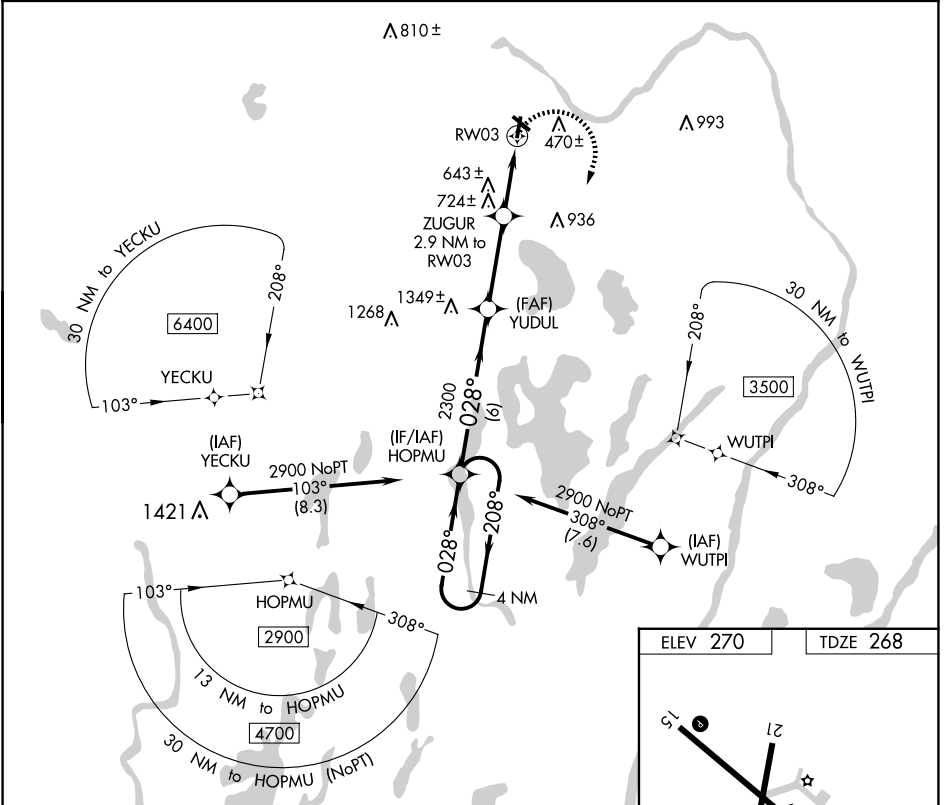 810 ±
993
RW03
470 ±
643 ±
724 ±
ZUGUR
2.9 NM to
RW03
936
30 NM to YECKU
208°
6400
YECKU
103°
1268
1349 ±
(FAF)
YUDUL
30 NM to WUTPI
208°
3500
WUTPI
308°
2300
028°
(6)
(IF/IAF)
HOPMU
(IAF)
YECKU
2900 NoPT
103°
(8.3)
1421
2900 NoPT
308°
(7.6)
(IAF)
WUTPI
028°
208°
4 NM
103°
HOPMU
308°
2900
13 NM to HOPMU
4700
30 NM to HOPMU (NoPT)
ELEV 270
TDZE 268
15
P
21